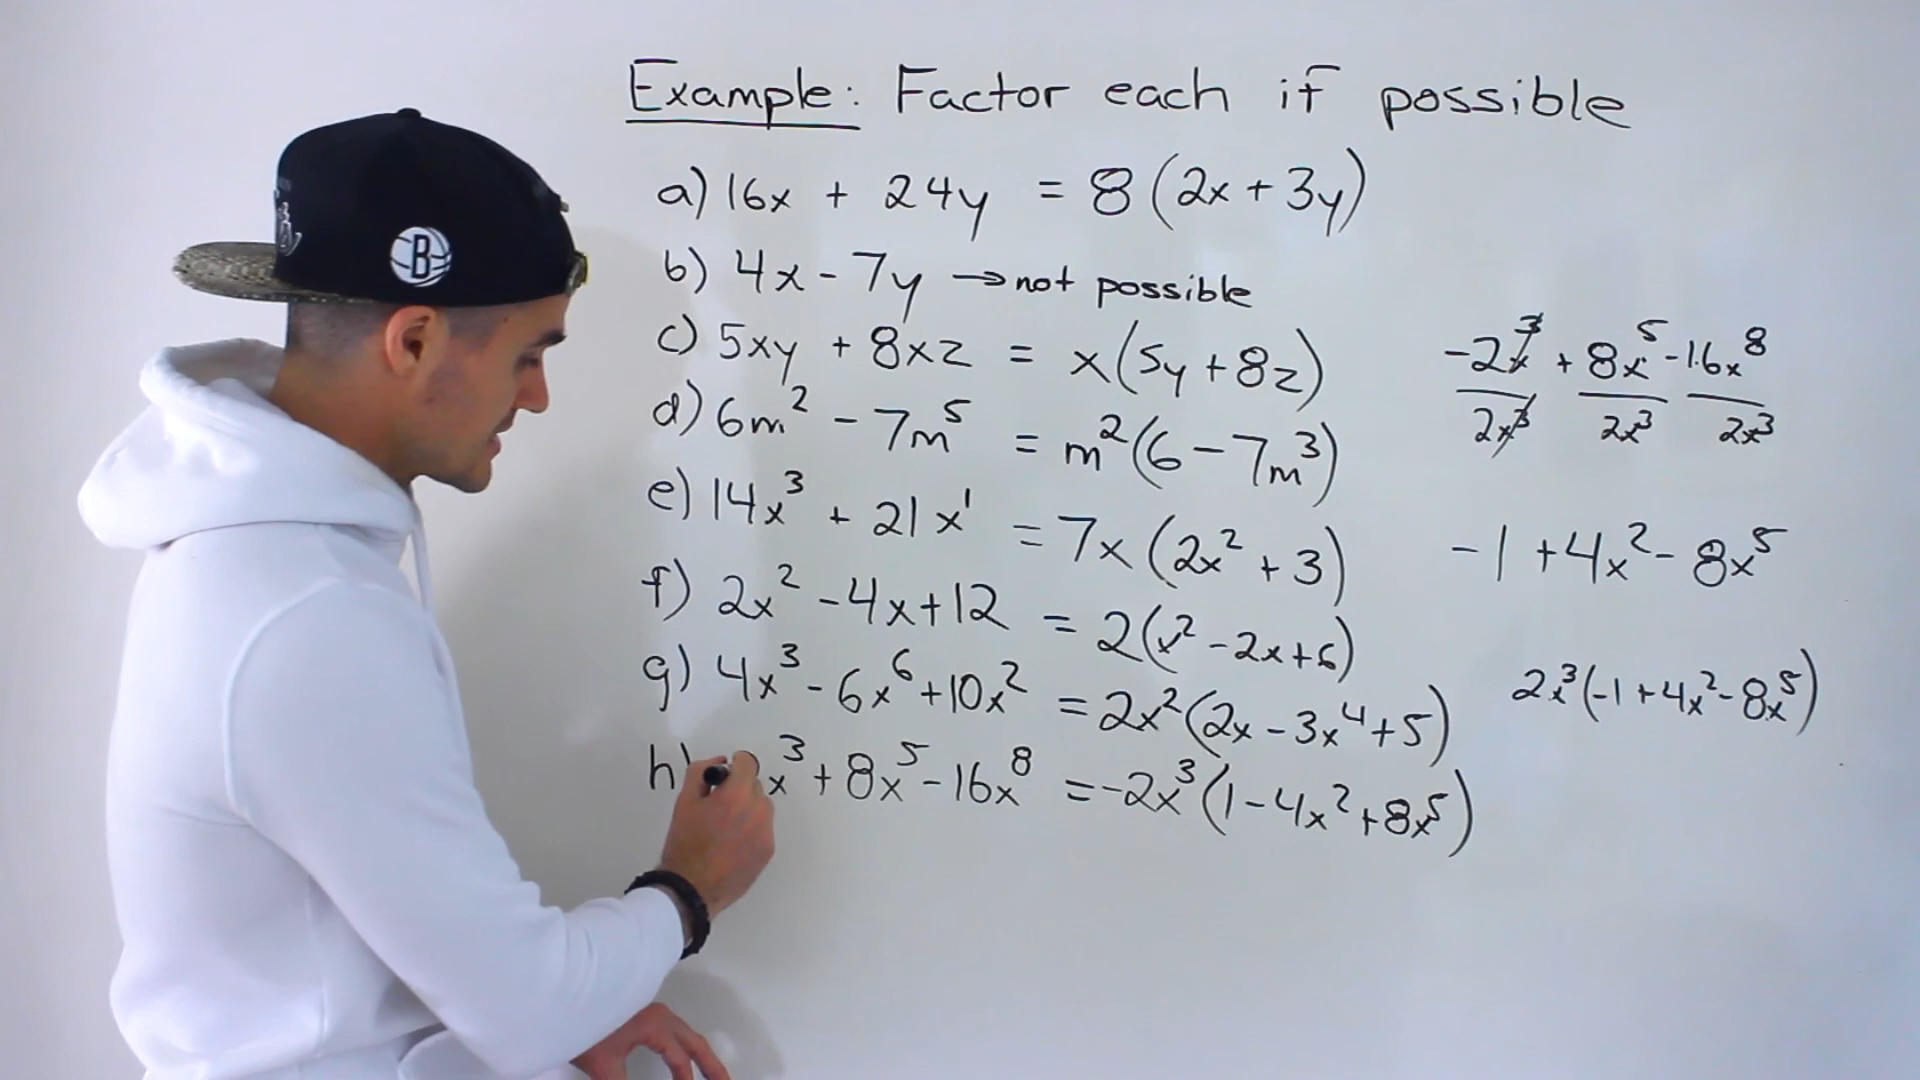 Example: Factor each if possible
a) 16x + 24y = 8(2x + 3y)
b) 4x - 7y → not possible
c) 5xy + 8xz = x(5y + 8z)
d) 6m² - 7m⁵ = m²(6 - 7m³)
e) 14x³ + 21x¹ = 7x(2x² + 3)
f) 2x² - 4x + 12 = 2(x² - 2x + 6)
g) 4x³ - 6x⁶ + 10x² = 2x²(2x - 3x⁴ + 5)
h) x³ + 8x⁵ - 16x⁸ = -2x³(1 - 4x² + 8x⁵)
-2x³ + 8x⁵ - 16x⁸
2x³ 2x³ 2x³
-1 + 4x² - 8x⁵
2x³(-1 + 4x² - 8x⁵)
B